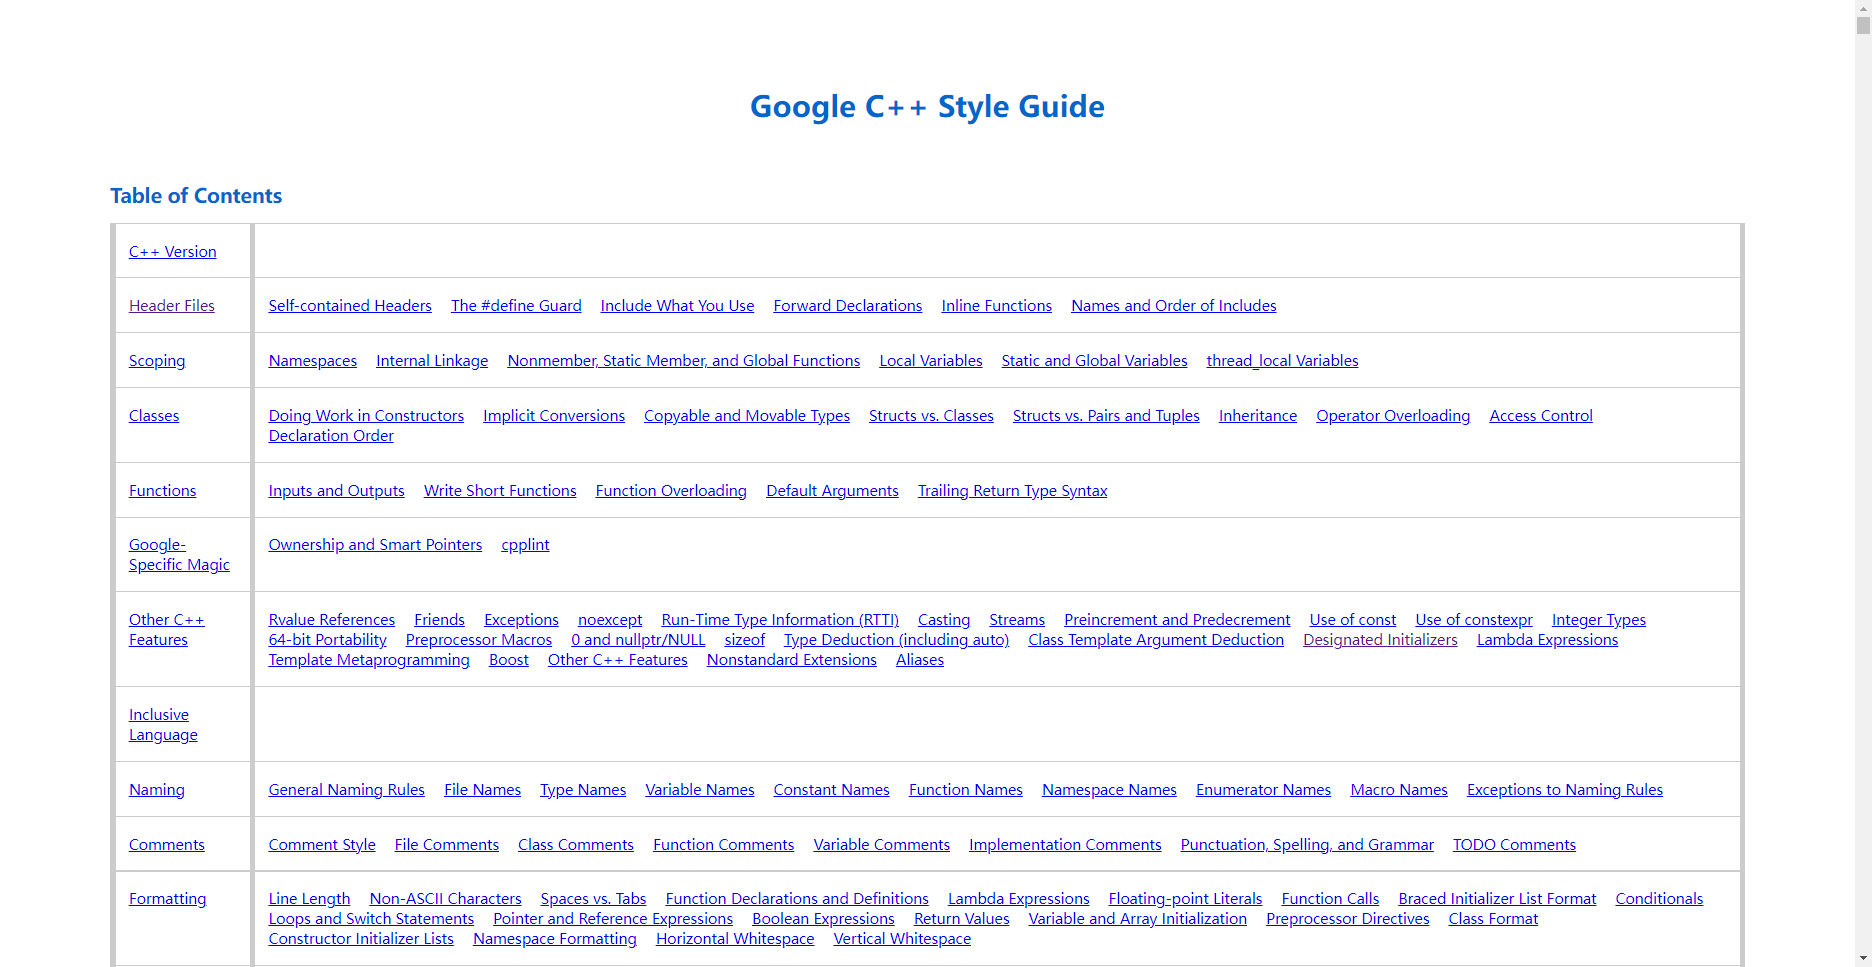 Google C++ Style Guide
Table of Contents
C++ Version
Header Files
Self-contained Headers The #define Guard Include What You Use Forward Declarations Inline Functions Names and Order of Includes
Scoping
Namespaces Internal Linkage Nonmember, Static Member, and Global Functions Local Variables Static and Global Variables thread_local Variables
Classes
Doing Work in Constructors Implicit Conversions Copyable and Movable Types Structs vs. Classes Structs vs. Pairs and Tuples Inheritance Operator Overloading Access Control
Declaration Order
Functions
Inputs and Outputs Write Short Functions Function Overloading Default Arguments Trailing Return Type Syntax
Google-
Specific Magic
Ownership and Smart Pointers cpplint
Other C++
Features
Rvalue References Friends Exceptions noexcept Run-Time Type Information (RTTI) Casting Streams Preincrement and Predecrement Use of const Use of constexpr Integer Types
64-bit Portability Preprocessor Macros 0 and nullptr/NULL sizeof Type Deduction (including auto) Class Template Argument Deduction Designated Initializers Lambda Expressions
Template Metaprogramming Boost Other C++ Features Nonstandard Extensions Aliases
Inclusive
Language
Naming
General Naming Rules File Names Type Names Variable Names Constant Names Function Names Namespace Names Enumerator Names Macro Names Exceptions to Naming Rules
Comments
Comment Style File Comments Class Comments Function Comments Variable Comments Implementation Comments Punctuation, Spelling, and Grammar TODO Comments
Formatting
Line Length Non-ASCII Characters Spaces vs. Tabs Function Declarations and Definitions Lambda Expressions Floating-point Literals Function Calls Braced Initializer List Format Conditionals
Loops and Switch Statements Pointer and Reference Expressions Boolean Expressions Return Values Variable and Array Initialization Preprocessor Directives Class Format
Constructor Initializer Lists Namespace Formatting Horizontal Whitespace Vertical Whitespace